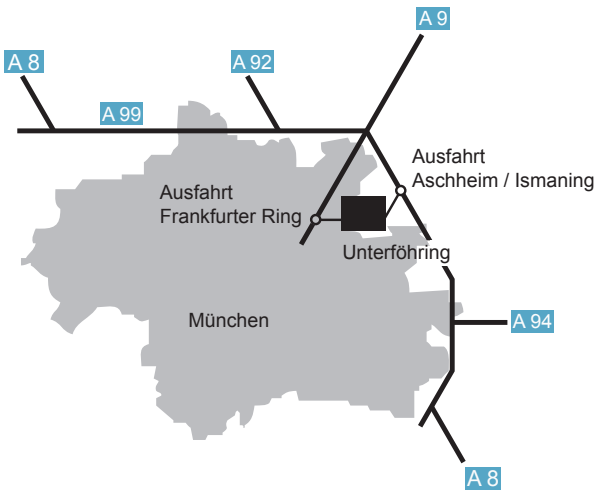 A 9
A 8
A 92
A 99
Ausfahrt
Aschheim / Ismaning
Ausfahrt
Frankfurter Ring
Unterföhring
München
A 94
A 8